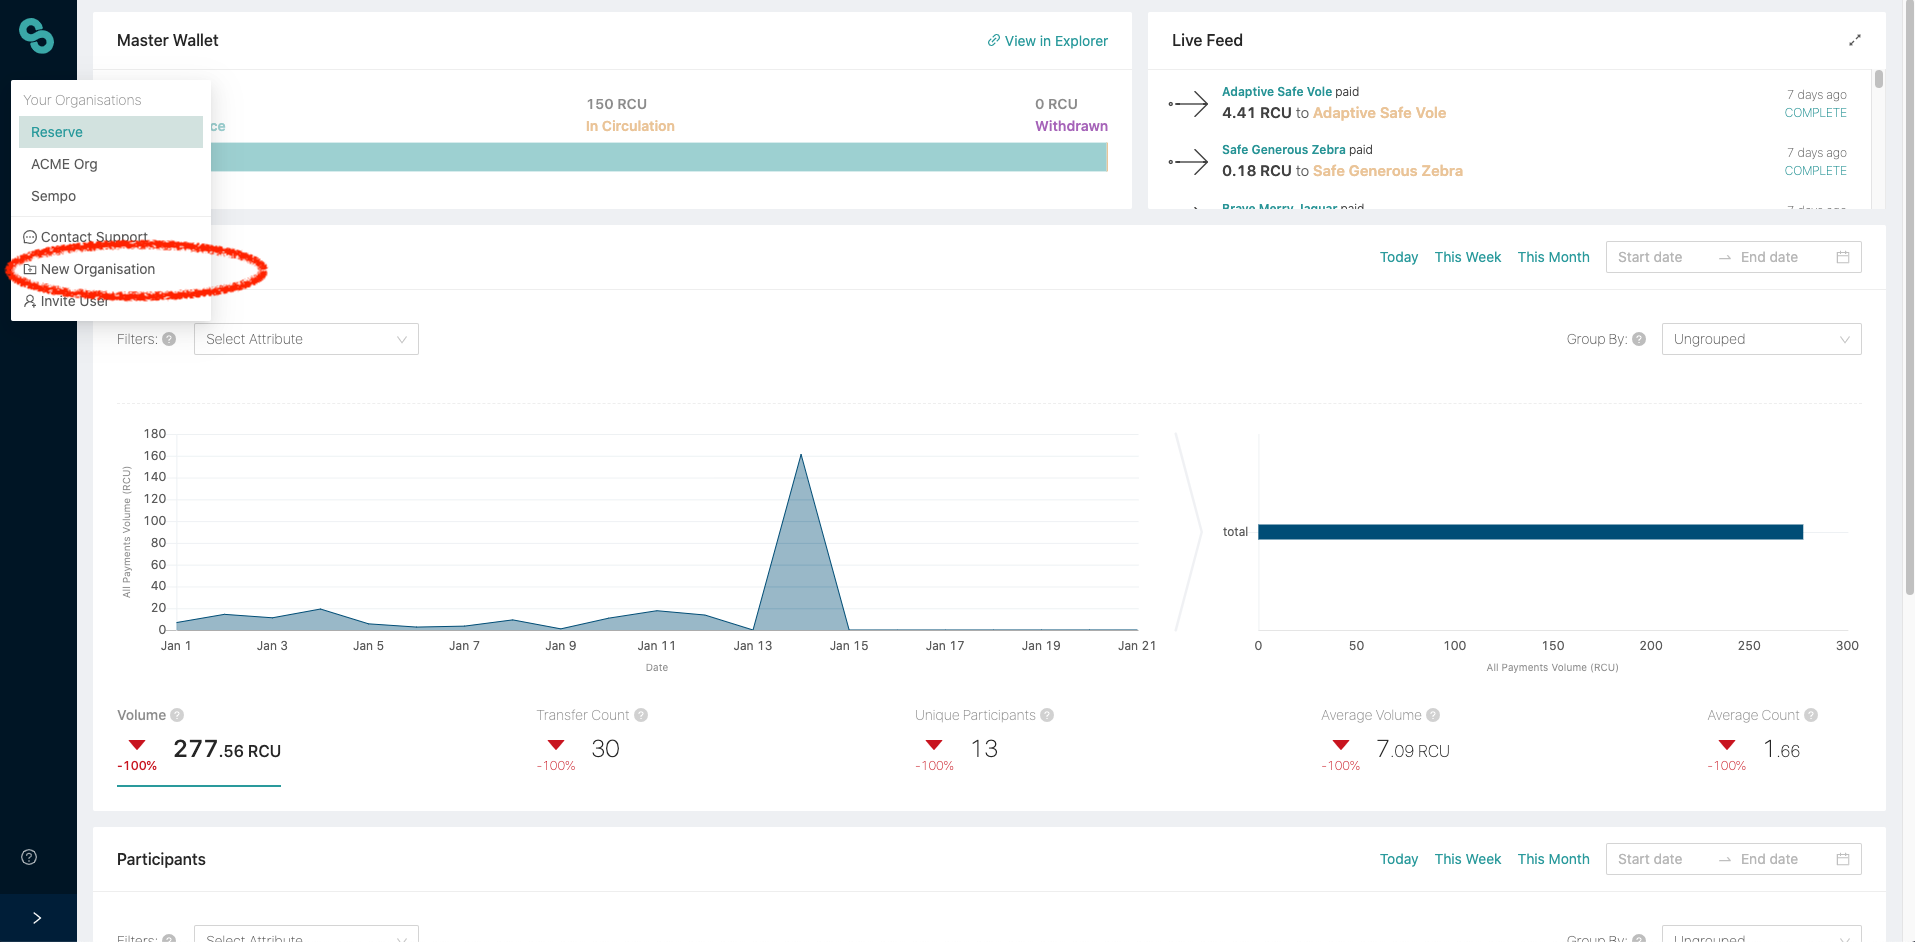 Master Wallet
View in Explorer
150 RCU
0 RCU
ce
In Circulation
Withdrawn
Live Feed
Adaptive Safe Vole paid
4.41 RCU to Adaptive Safe Vole
7 days ago
COMPLETE
Safe Generous Zebra paid
0.18 RCU to Safe Generous Zebra
7 days ago
COMPLETE
Brave Merry Jaguar paid
7 days ago
Your Organisations
Reserve
ACME Org
Sempo
Contact Support
New Organisation
Invite User
Today
This Week
This Month
Start date
End date
Filters:
Select Attribute
Group By:
Ungrouped
All Payments Volume (RCU)
180
160
140
120
100
80
60
40
20
0
Jan 1 Jan 3 Jan 5 Jan 7 Jan 9 Jan 11 Jan 13 Jan 15 Jan 17 Jan 19 Jan 21
Date
total
0 50 100 150 200 250 300
All Payments Volume (RCU)
Volume
-100%
277.56 RCU
Transfer Count
-100%
30
Unique Participants
-100%
13
Average Volume
-100%
7.09 RCU
Average Count
-100%
1.66
Participants
Today
This Week
This Month
Start date
End date
Filters:
Select Attribute
Group By:
Ungrouped